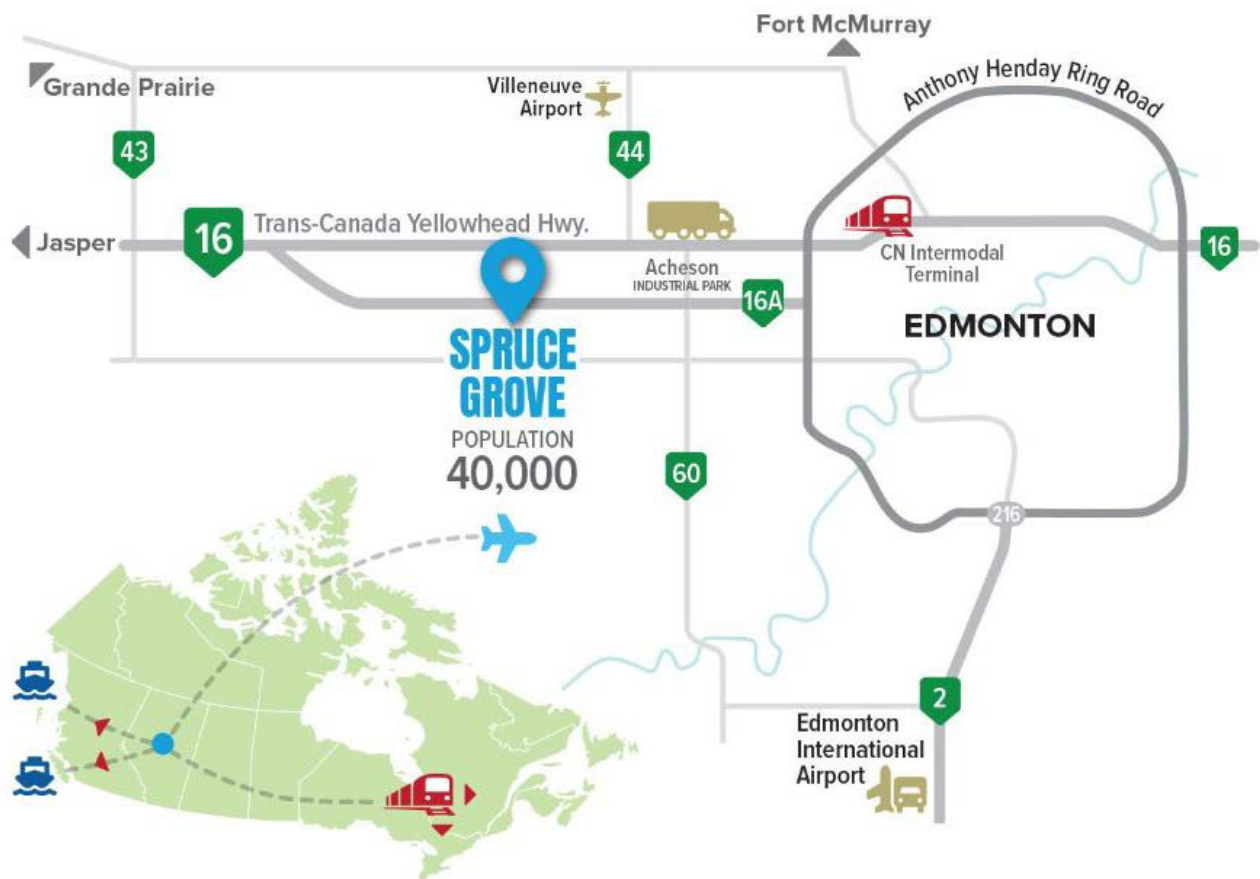 Fort McMurray
Grande Prairie
Villeneuve
Airport
Anthony Henday Ring Road
43
44
16
Trans-Canada Yellowhead Hwy.
Jasper
CN Intermodal
Terminal
16
Acheson
INDUSTRIAL PARK
16A
EDMONTON
SPRUCE
GROVE
POPULATION
40,000
60
216
2
Edmonton
International
Airport